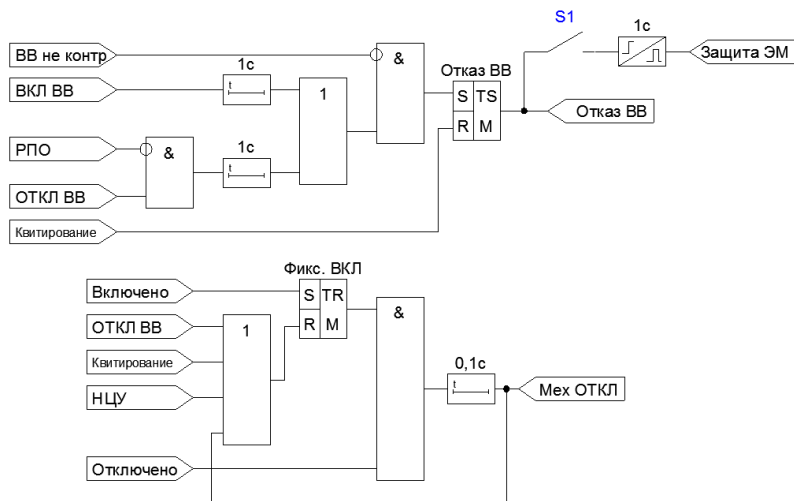 S1
1с
ВВ не контр
&
Защита ЭМ
1с
Отказ ВВ
ВКЛ ВВ
t
1
S TS
Отказ ВВ
R M
РПО
&
1с
t
ОТКЛ ВВ
Квитирование
Фикс. ВКЛ
Включено
S TR
ОТКЛ ВВ
1
R M
&
Квитирование
0,1с
НЦУ
t
Мех ОТКЛ
Отключено